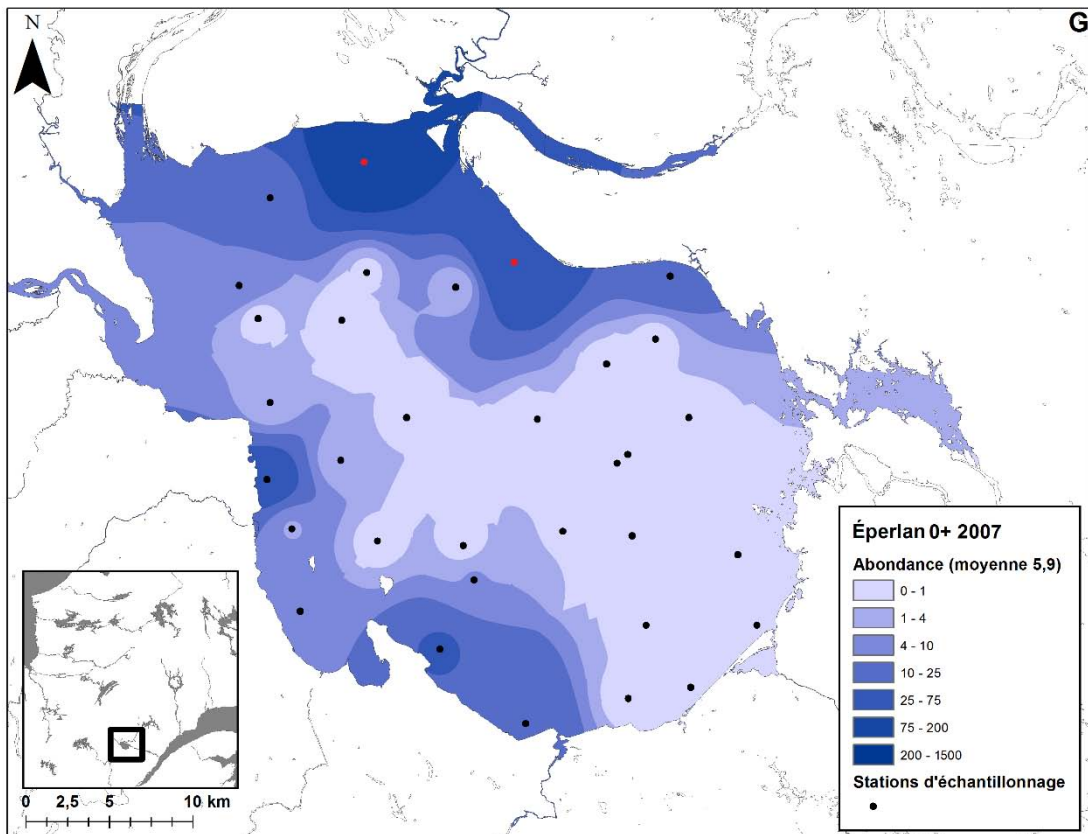 G
N
Éperlan 0+ 2007
Abondance (moyenne 5,9)
0 - 1
1 - 4
4 - 10
10 - 25
25 - 75
75 - 200
200 - 1500
Stations d'échantillonnage
0 2,5 5 10 km